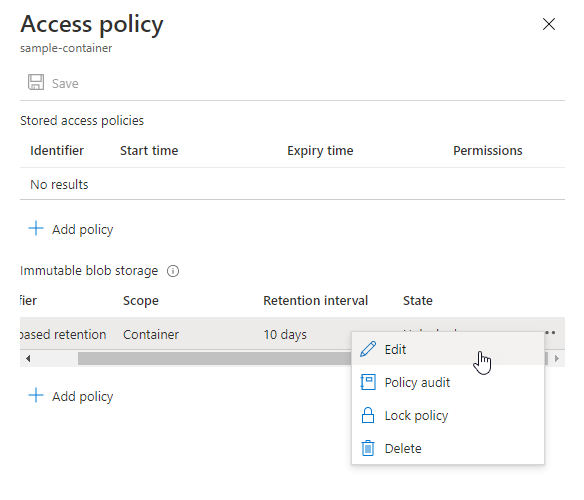 Access policy
sample-container
Save
Stored access policies
Identifier Start time Expiry time Permissions
No results
Add policy
Immutable blob storage
fier Scope Retention interval State
based retention Container 10 days
Edit
Policy audit
Lock policy
Delete
Add policy